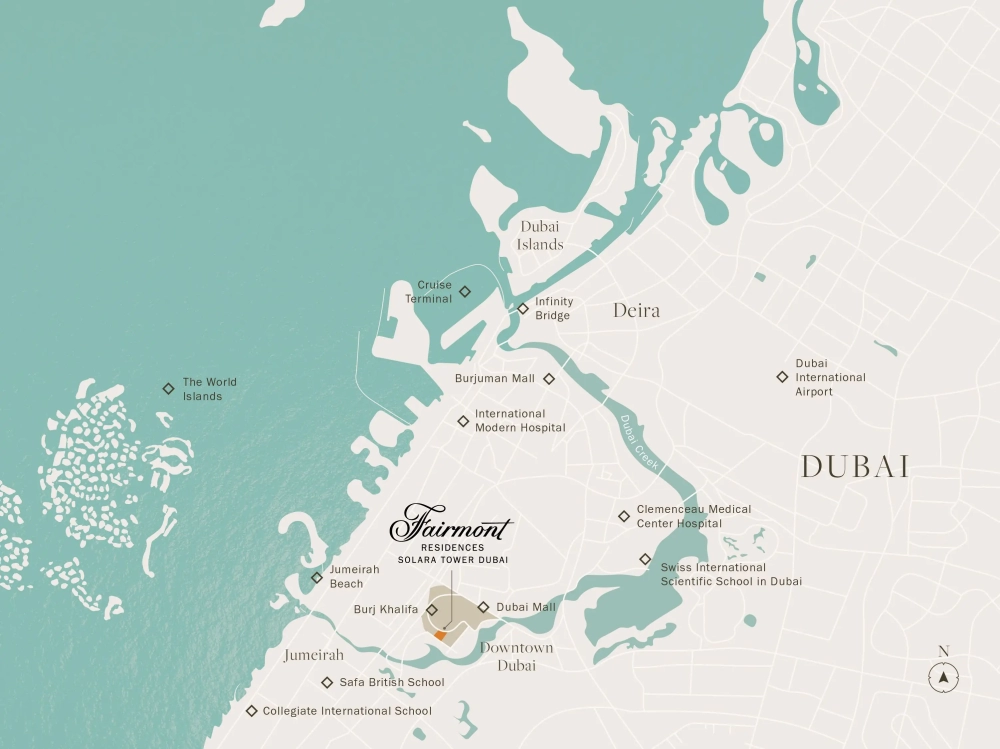 Dubai
Islands
Cruise
Terminal
Infinity
Bridge
Deira
The World
Islands
Burjuman Mall
Dubai
International
Airport
International
Modern Hospital
Dubai Creek
DUBAI
Fairmont
RESIDENCES
SOLARA TOWER DUBAI
Clemenceau Medical
Center Hospital
Swiss International
Scientific School in Dubai
Jumeirah
Beach
Burj Khalifa
Dubai Mall
Downtown
Dubai
Jumeirah
Safa British School
Collegiate International School
N